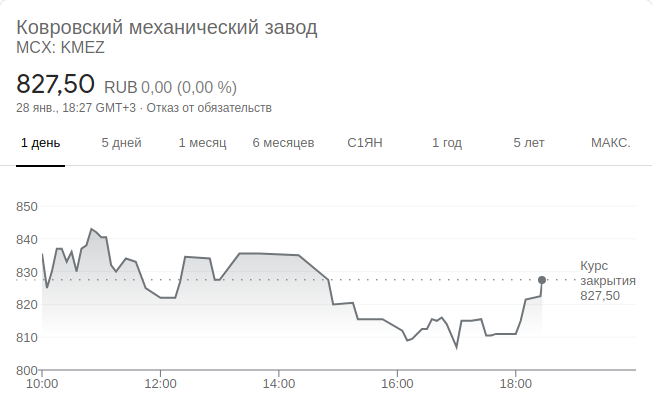 Ковровский механический завод
MCX: KMEZ
827,50 RUB 0,00 (0,00 %)
28 янв., 18:27 GMT+3 · Отказ от обязательств
1 день 5 дней 1 месяц 6 месяцев С1ЯН 1 год 5 лет МАКС.
850
840
830
820
810
800
Курс
закрытия
827,50
10:00 12:00 14:00 16:00 18:00